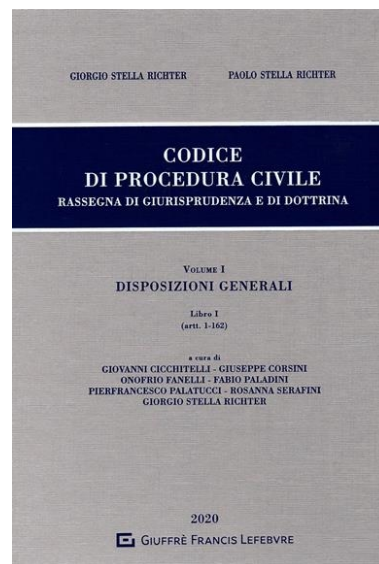 GIORGIO STELLA RICHTER PAOLO STELLA RICHTER
CODICE
DI PROCEDURA CIVILE
RASSEGNA DI GIURISPRUDENZA E DI DOTTRINA
VOLUME I
DISPOSIZIONI GENERALI
Libro I
(artt. 1-162)
a cura di
GIOVANNI CICCHITELLI - GIUSEPPE CORSINI
ONOFRIO FANELLI - FABIO PALADINI
PIERFRANCESCO PALATUCCI - ROSANNA SERAFINI
GIORGIO STELLA RICHTER
2020
GIUFFRÈ FRANCIS LEFEBVRE